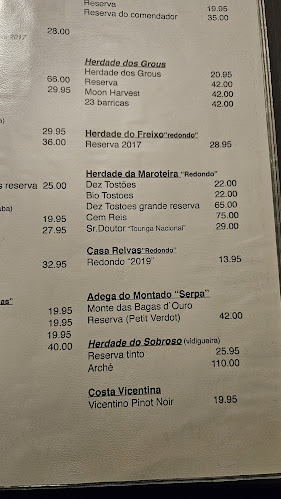 Reserva 19.95
Reserva do comendador 35.00
2017 28.00
Herdade dos Grous
Herdade dos Grous 20.95
66.00 Reserva 42.00
29.95 Moon Harvest 42.00
23 barricas 42.00
29.95 Herdade do Freixo"redondo"
36.00 Reserva 2017 28.95
Herdade da Maroteira "Redondo"
reserva 25.00 Dez Tostões 22.00
Bio Tostoes 22.00
Dez Tostões grande reserva 65.00
19.95 Cem Reis 75.00
27.95 Sr.Doutor "Touriga Nacional" 29.00
Casa Relvas"Redondo"
32.95 Redondo "2019" 13.95
Adega do Montado "Serpa"
19.95 Monte das Bagas d´Ouro
19.95 Reserva (Petit Verdot) 42.00
19.95
40.00 Herdade do Sobroso (vidigueira)
Reserva tinto 25.95
Archê 110.00
Costa Vicentina
Vicentino Pinot Noir 19.95